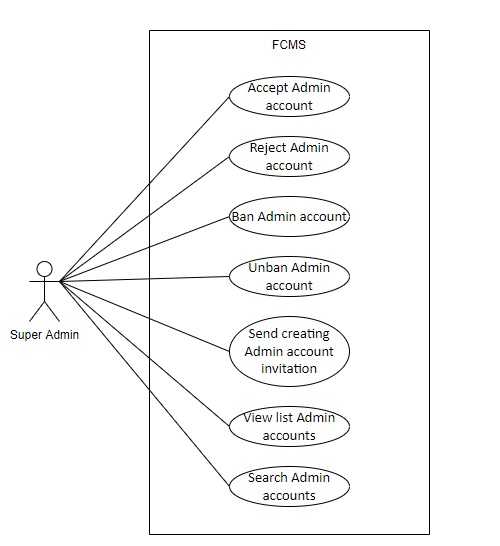 FCMS
Accept Admin
account
Reject Admin
account
Ban Admin account
Unban Admin
account
Super Admin
Send creating
Admin account
invitation
View list Admin
accounts
Search Admin
accounts